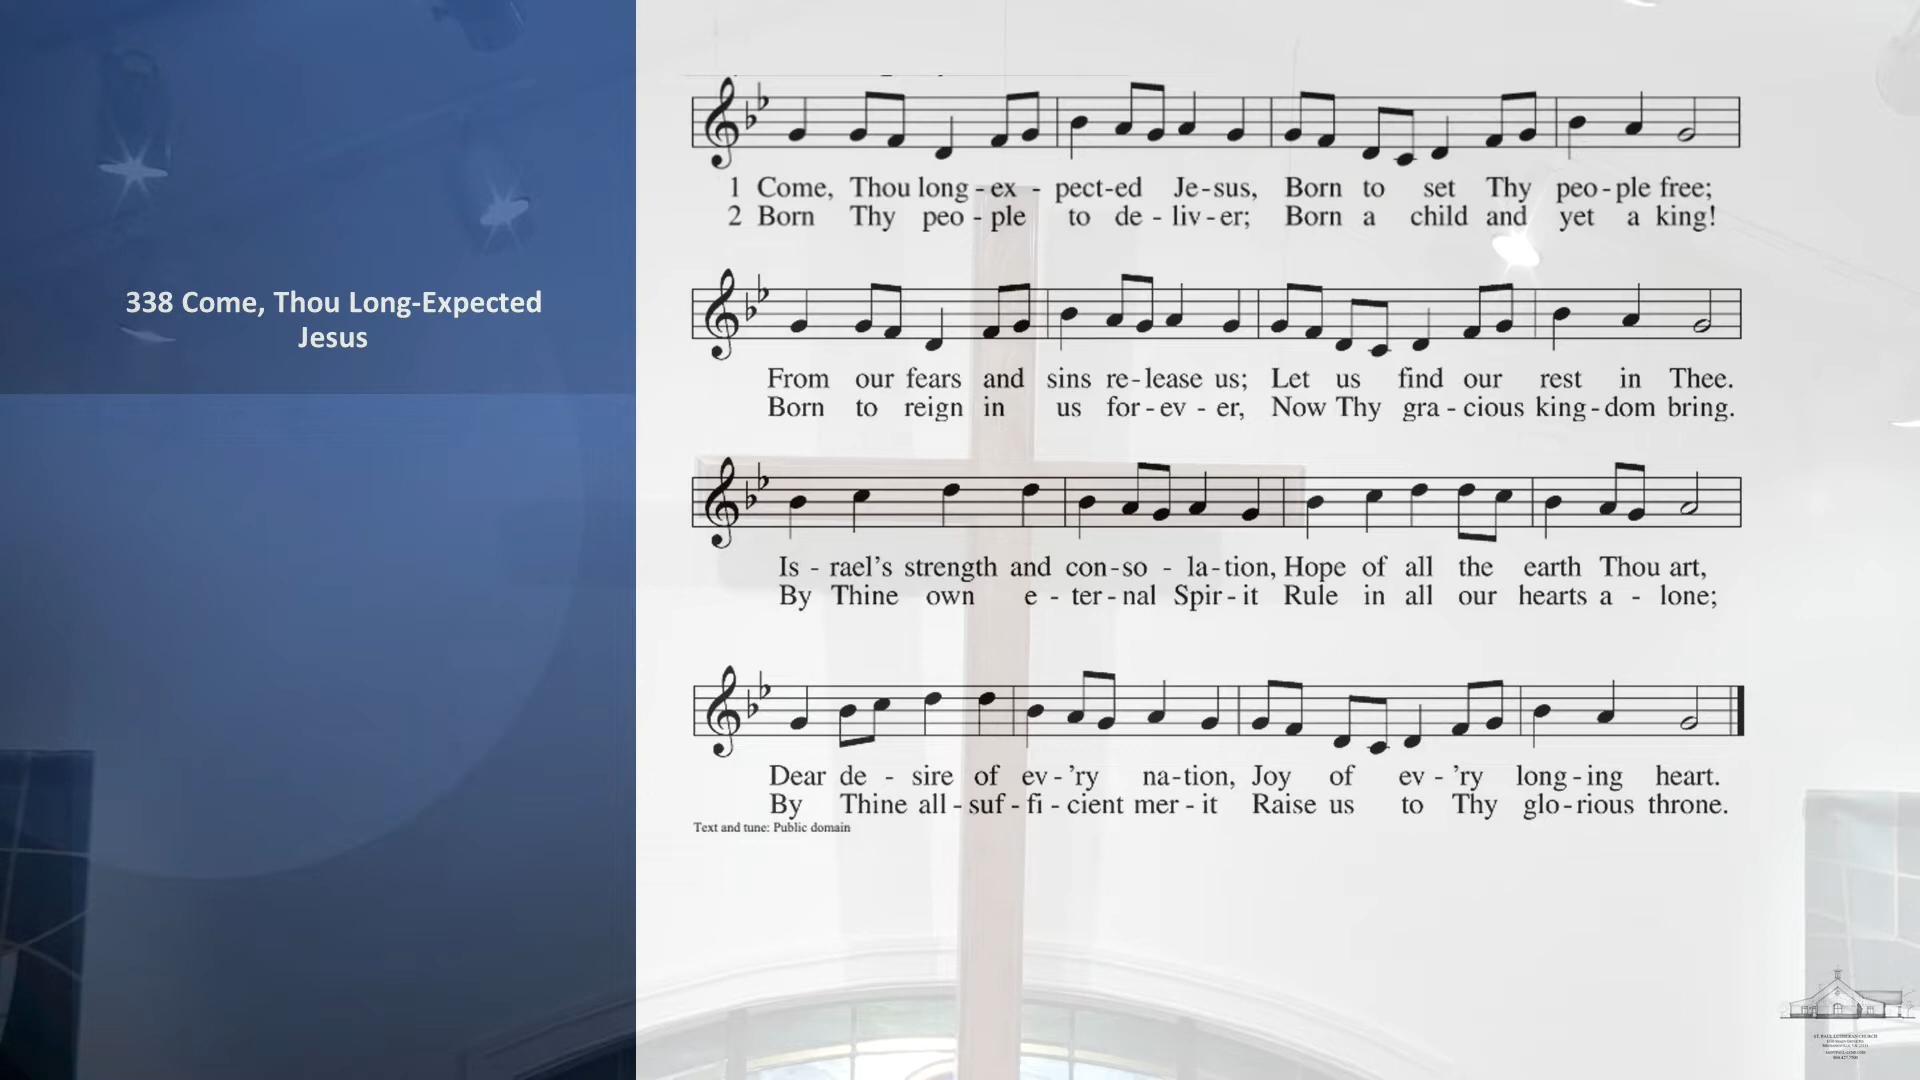 338 Come, Thou Long-Expected
Jesus
1 Come, Thou long - ex - pect-ed Je-sus, Born to set Thy peo-ple free;
2 Born Thy peo - ple to de - liv-er; Born a child and yet a king!
From our fears and sins re-lease us; Let us find our rest in Thee.
Born to reign in us for-ev - er, Now Thy gra-cious king-dom bring.
Is - rael's strength and con-so - la-tion, Hope of all the earth Thou art,
By Thine own e - ter-nal Spir-it Rule in all our hearts a - lone;
Dear de - sire of ev-'ry na-tion, Joy of ev-'ry long-ing heart.
By Thine all-suf-fi-cient mer-it Raise us to Thy glo-rious throne.
Text and tune: Public domain
ST. PAUL LUTHERAN CHURCH